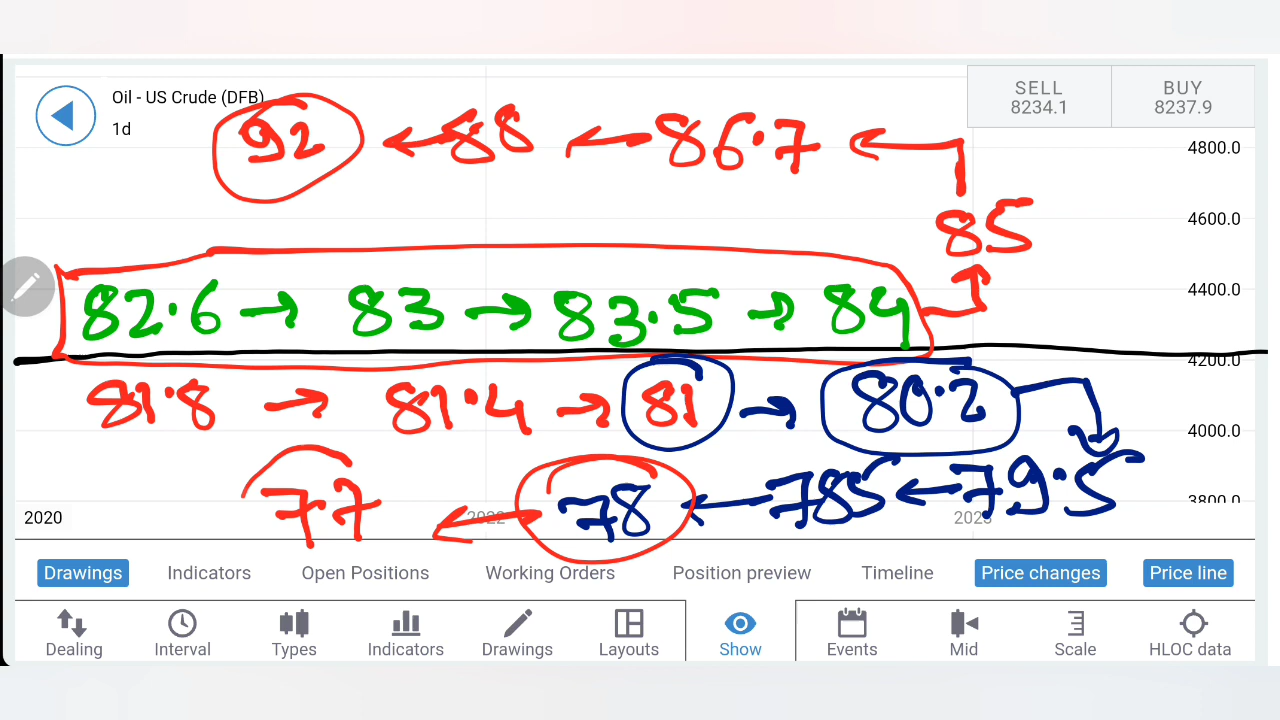 Oil - US Crude (DFB)
1d
SELL BUY
8234.1 8237.9
92 ← 88 ← 86.7 ←
4800.0
4600.0
85
4400.0
82.6 → 83 → 83.5 → 84
4200.0
81.8 → 81.4 → 81 → 80.2
4000.0
77 ← 78 ← 785 ← 79.5
3800.0
2020 2022 2023
Drawings Indicators Open Positions Working Orders Position preview Timeline Price changes Price line
Dealing Interval Types Indicators Drawings Layouts Show Events Mid Scale HLOC data